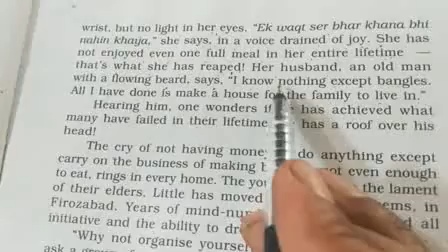 wrist, but no light in her eyes. "Ek waqt ser bhar khana bhi
nahin khaya," she says, in a voice drained of joy. She has
not enjoyed even one full meal in her entire lifetime —
that's what she has reaped! Her husband, an old man
with a flowing beard, says, "I know nothing except bangles.
All I have done is make a house for the family to live in."
Hearing him, one wonders if has achieved what
many have failed in their lifetime. has a roof over his
head!
The cry of not having money do anything except
carry on the business of making not even enough
to eat, rings in every home. The the lament
of their elders. Little has moved ems, in
Firozabad. Years of all
initiative and the ability to
"Why not organise
ask a